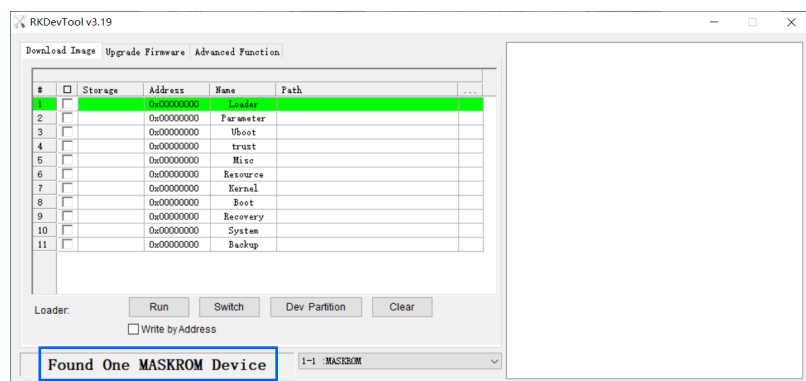 RKDevTool v3.19
Download Image Upgrade Firmware Advanced Function
# Storage Address Name Path ...
1 0x00000000 Loader
2 0x00000000 Parameter
3 0x00000000 Uboot
4 0x00000000 trust
5 0x00000000 Misc
6 0x00000000 Resource
7 0x00000000 Kernel
8 0x00000000 Boot
9 0x00000000 Recovery
10 0x00000000 System
11 0x00000000 Backup
Loader: Run Switch Dev Partition Clear
Write by Address
Found One MASKROM Device 1-1 :MASKROM